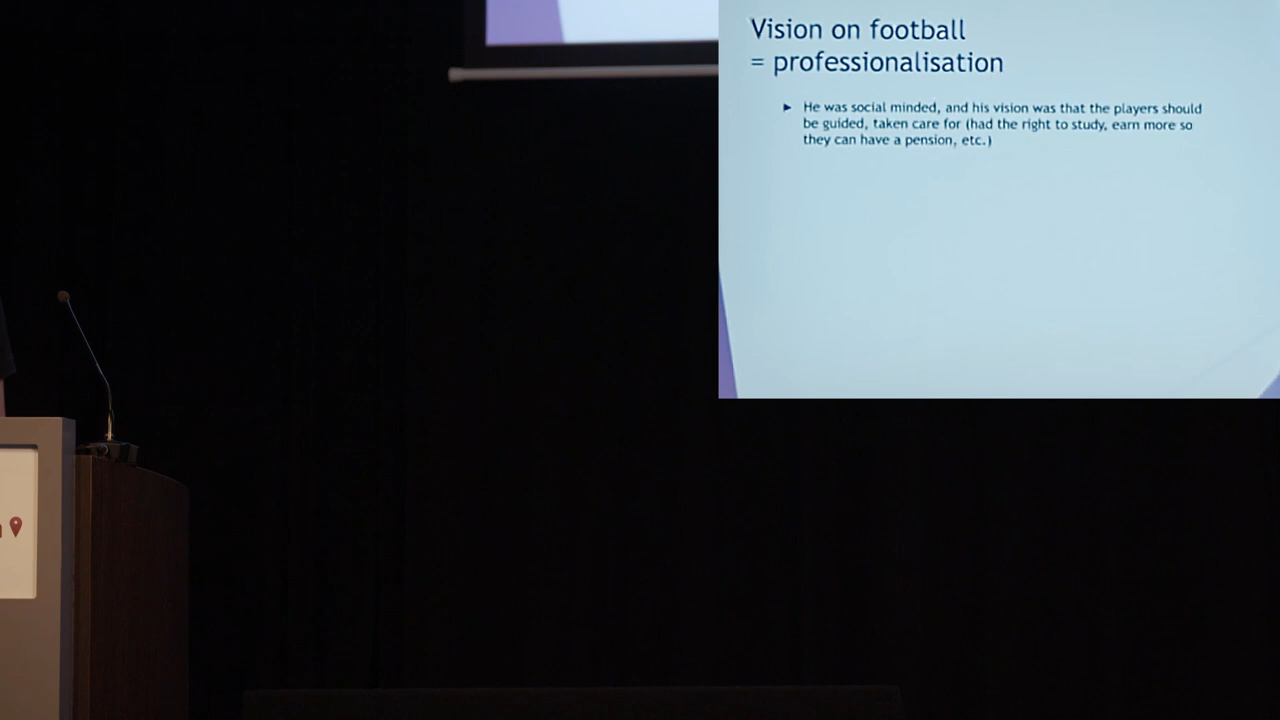 Vision on football
= professionalisation
► He was social minded, and his vision was that the players should
be guided, taken care for (had the right to study, earn more so
they can have a pension, etc.)